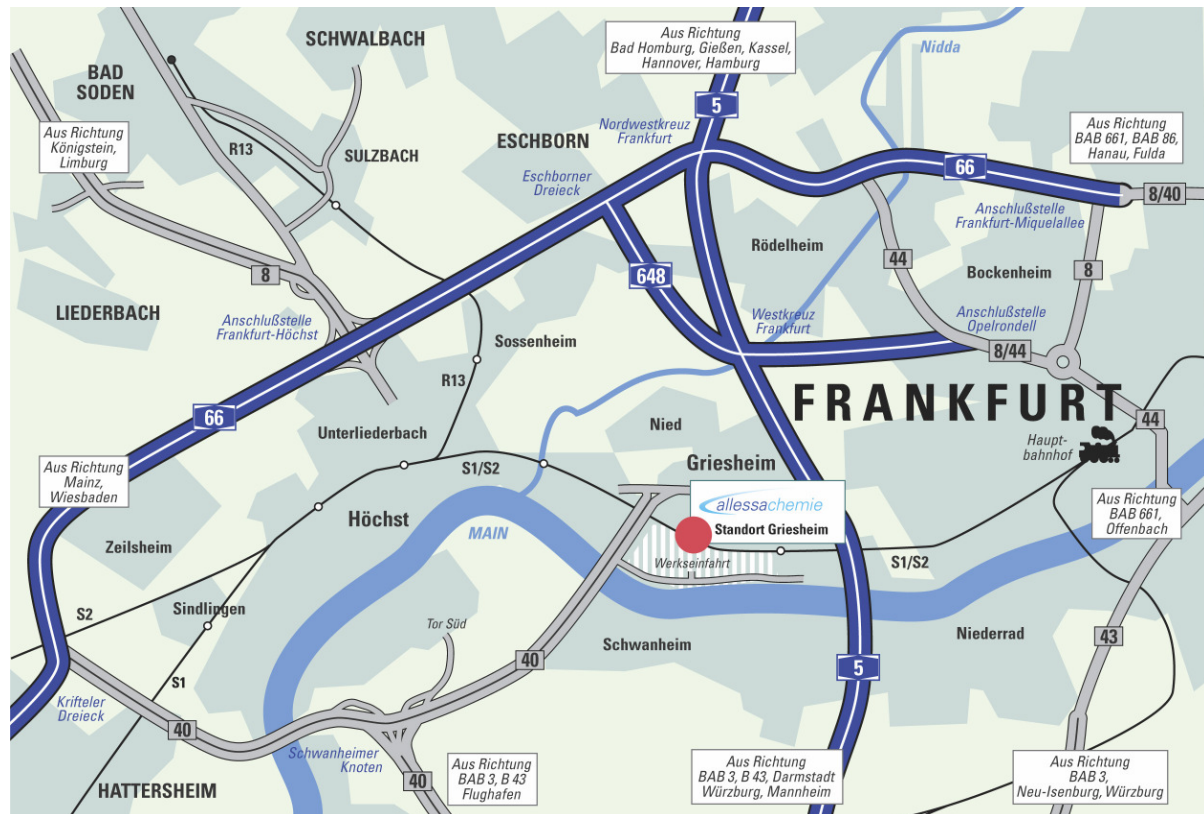 SCHWALBACH
BAD
SODEN
Aus Richtung
Königstein,
Limburg
R13
SULZBACH
ESCHBORN
Aus Richtung
Bad Homburg, Gießen, Kassel,
Hannover, Hamburg
5
Nordwestkreuz
Frankfurt
Eschborner
Dreieck
Nidda
Aus Richtung
BAB 661, BAB 86,
Hanau, Fulda
66
8/40
Anschlußstelle
Frankfurt-Miquelallee
Rödelheim
44
Bockenheim
8
8
648
LIEDERBACH
Anschlußstelle
Frankfurt-Höchst
Sossenheim
Westkreuz
Frankfurt
Anschlußstelle
Opelrondell
8/44
R13
66
FRANKFURT
Unterliederbach
Nied
44
Haupt-
bahnhof
Aus Richtung
Mainz,
Wiesbaden
S1/S2
Griesheim
allessachemie
Standort Griesheim
Aus Richtung
BAB 661,
Offenbach
Höchst
MAIN
Zeilsheim
Werkseinfahrt
S1/S2
S2
Sindlingen
Tor Süd
Schwanheim
Niederrad
43
40
5
S1
Krifteler
Dreieck
40
Schwanheimer
Knoten
40
HATTERSHEIM
Aus Richtung
BAB 3, B 43
Flughafen
Aus Richtung
BAB 3, B 43, Darmstadt
Würzburg, Mannheim
Aus Richtung
BAB 3,
Neu-Isenburg, Würzburg